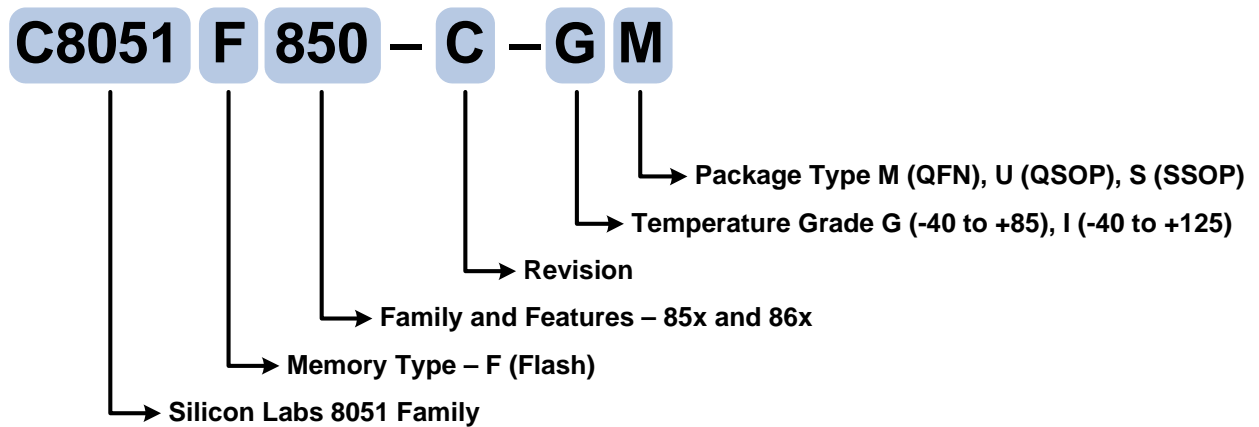 C8051 F 850 – C – G M
Package Type M (QFN), U (QSOP), S (SSOP)
Temperature Grade G (-40 to +85), I (-40 to +125)
Revision
Family and Features – 85x and 86x
Memory Type – F (Flash)
Silicon Labs 8051 Family